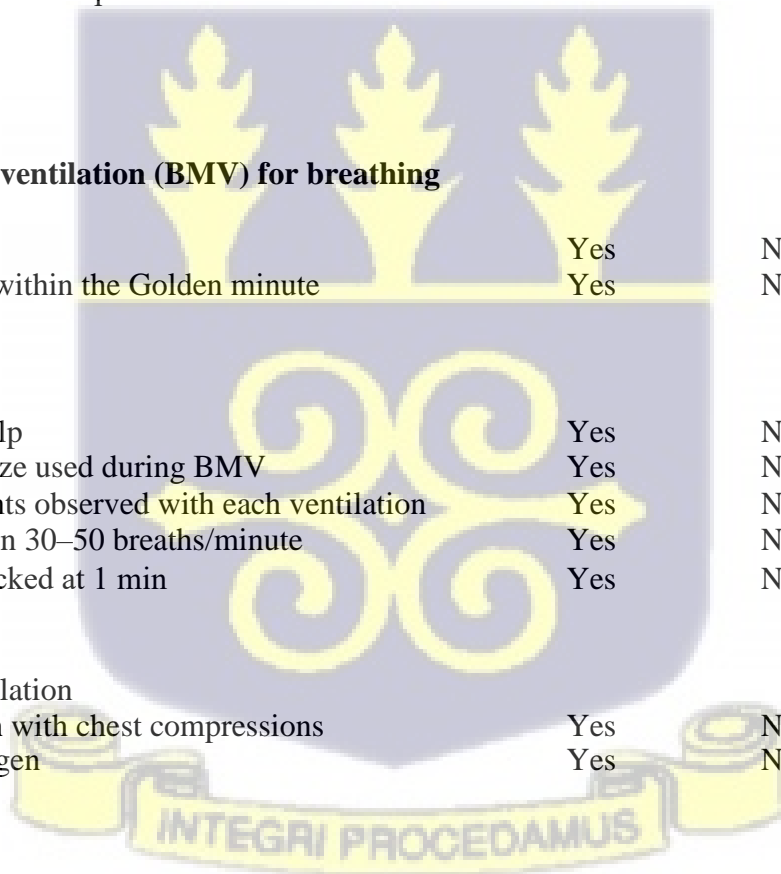 ventilation (BMV) for breathing
Yes N
within the Golden minute Yes N
lp Yes N
ze used during BMV Yes N
nts observed with each ventilation Yes N
n 30–50 breaths/minute Yes N
cked at 1 min Yes N
lation
n with chest compressions Yes N
gen Yes N
INTEGRI PROCEDAMUS